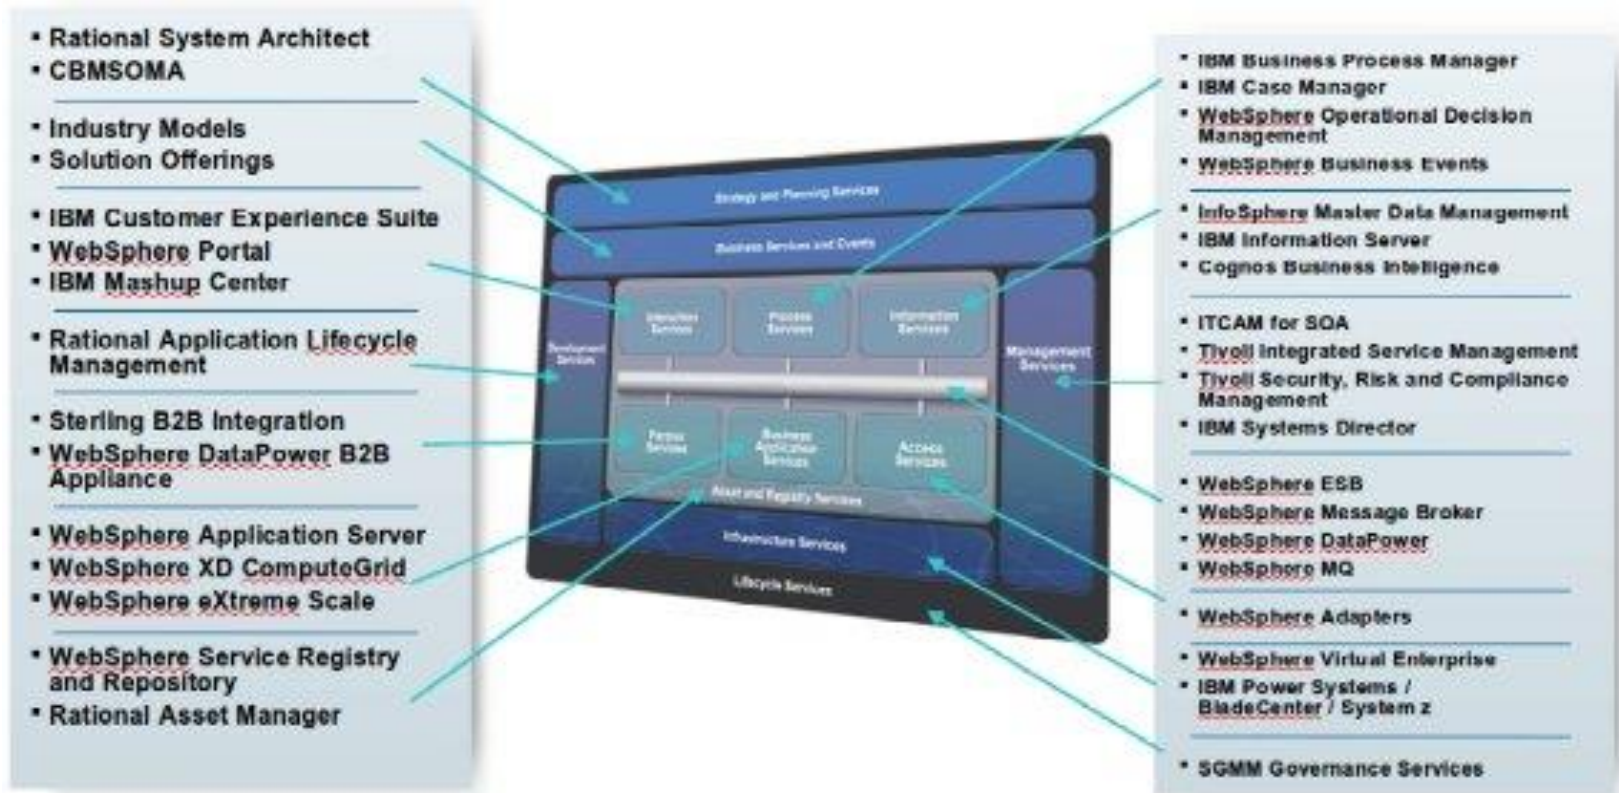 ▪ Rational System Architect
▪ CBMSOMA
▪ Industry Models
▪ Solution Offerings
▪ IBM Customer Experience Suite
▪ WebSphere Portal
▪ IBM Mashup Center
▪ Rational Application Lifecycle
Management
▪ Sterling B2B Integration
▪ WebSphere DataPower B2B
Appliance
▪ WebSphere Application Server
▪ WebSphere XD ComputeGrid
▪ WebSphere eXtreme Scale
▪ WebSphere Service Registry
and Repository
▪ Rational Asset Manager
Strategy and Planning Services
Business Services and Events
Development
Services
Interaction
Services
Process
Services
Information
Services
Management
Services
Partner
Services
Business
Application
Services
Access
Services
Asset and Registry Services
Infrastructure Services
Lifecycle Services
▪ IBM Business Process Manager
▪ IBM Case Manager
▪ WebSphere Operational Decision
Management
▪ WebSphere Business Events
▪ InfoSphere Master Data Management
▪ IBM Information Server
▪ Cognos Business Intelligence
▪ ITCAM for SOA
▪ Tivoli Integrated Service Management
▪ Tivoli Security, Risk and Compliance
Management
▪ IBM Systems Director
▪ WebSphere ESB
▪ WebSphere Message Broker
▪ WebSphere DataPower
▪ WebSphere MQ
▪ WebSphere Adapters
▪ WebSphere Virtual Enterprise
▪ IBM Power Systems /
BladeCenter / System z
▪ SGMM Governance Services